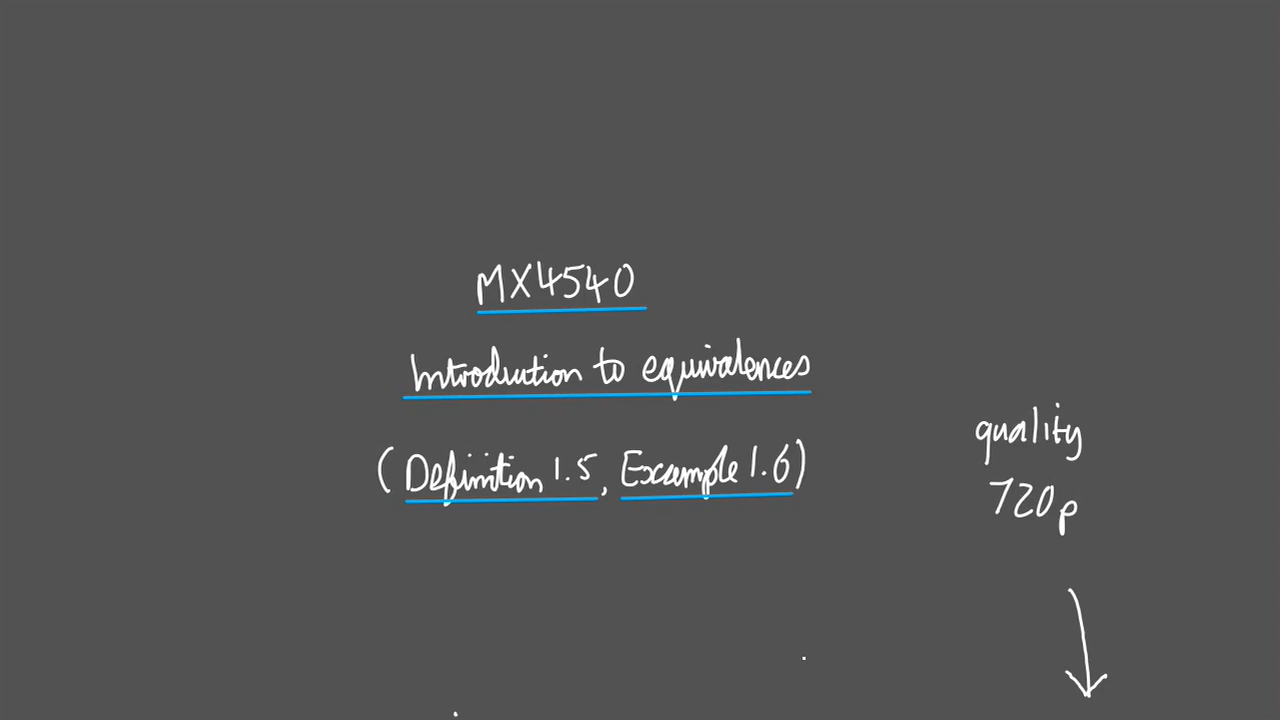 MX4540
Introduction to equivalences
(Definition 1.5, Example 1.6)
quality
720p